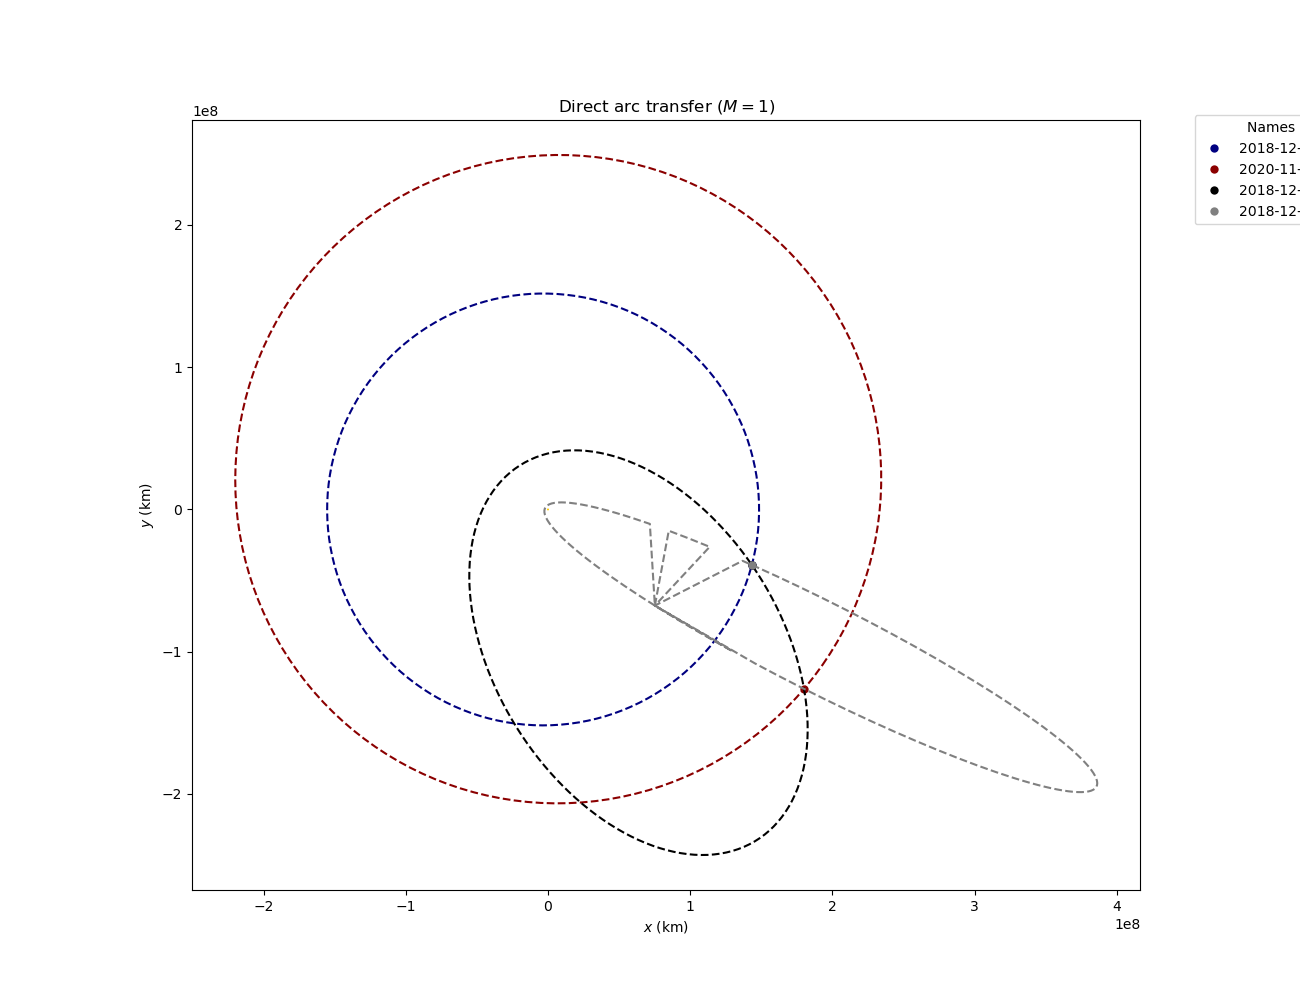 Direct arc transfer (M = 1)
1e8
Names
2018-12-
2020-11-
2018-12-
2018-12-
2
1
0
−1
−2
y (km)
−2 −1 0 1 2 3 4
x (km)
1e8